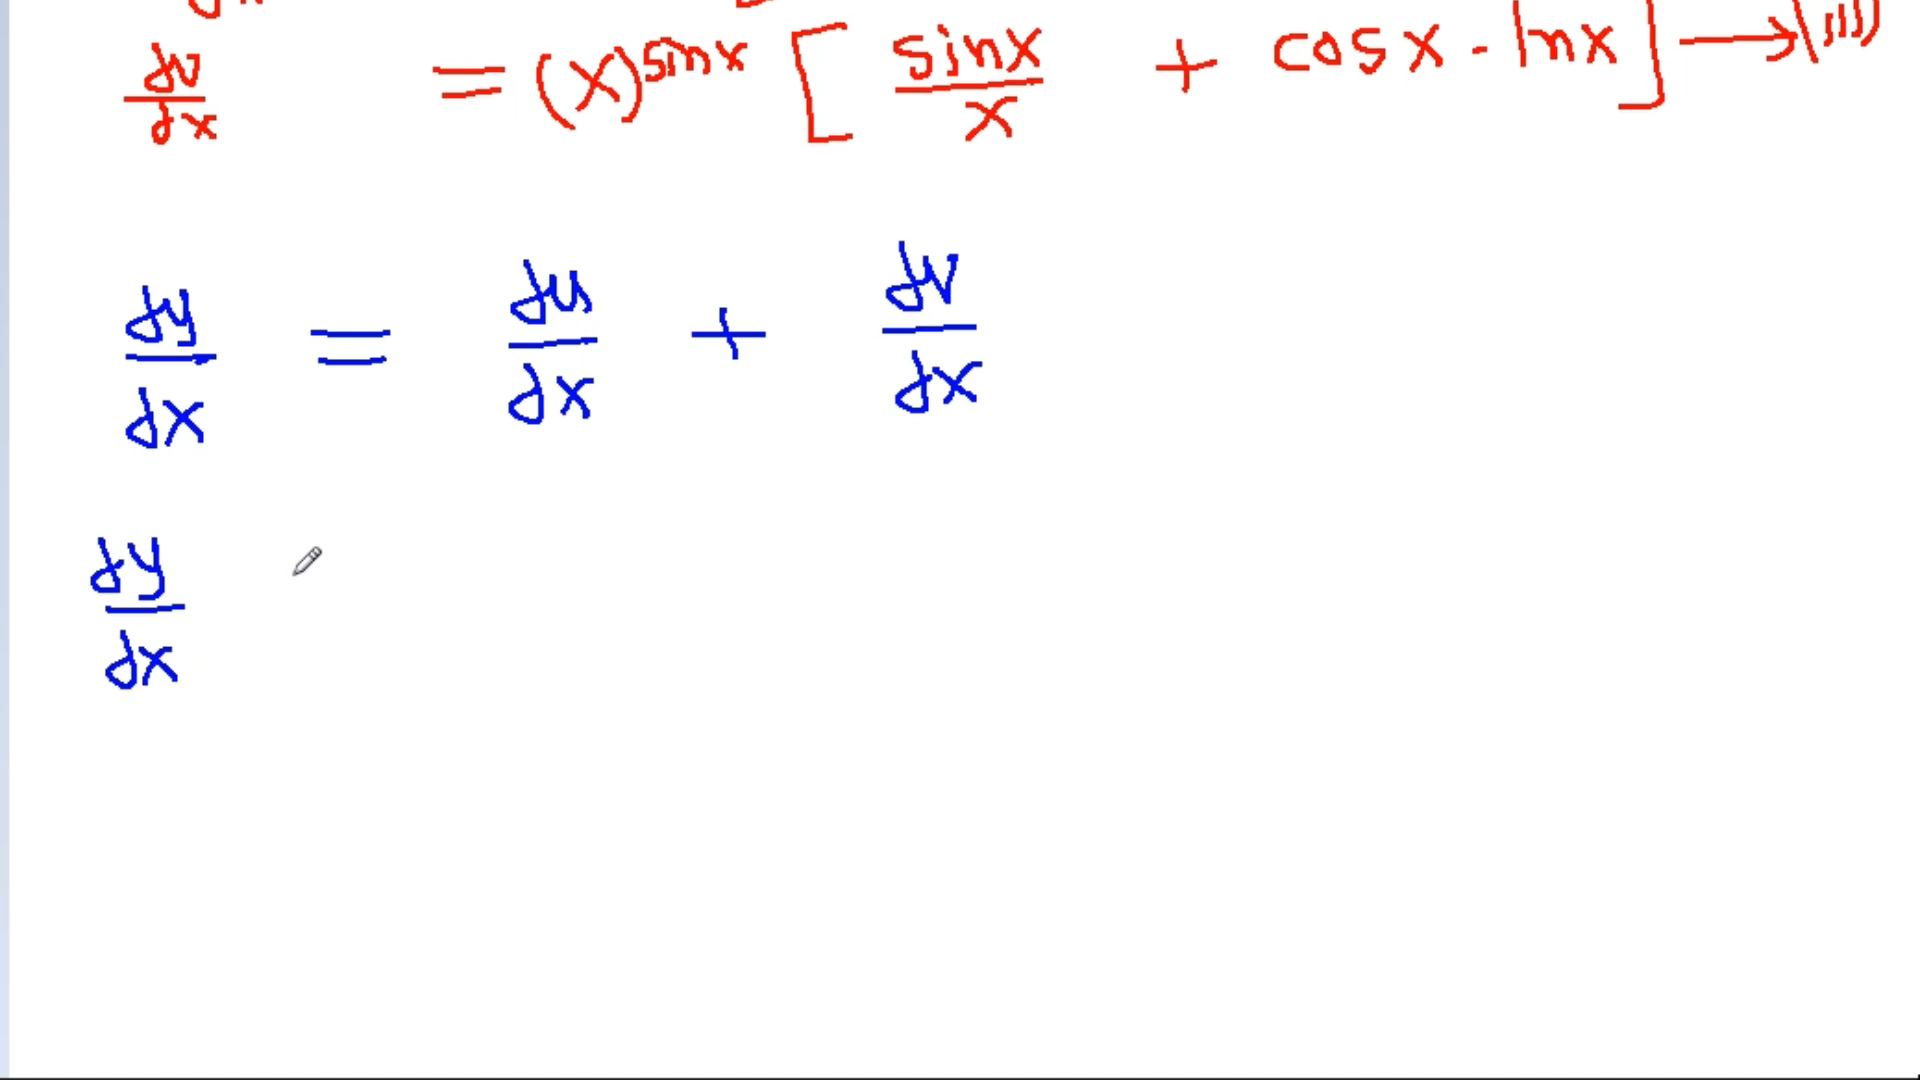 dv/dx = (x)^sinx [ sinx/x + cosx · lnx ] → (iii)
dy/dx = du/dx + dv/dx
dy/dx